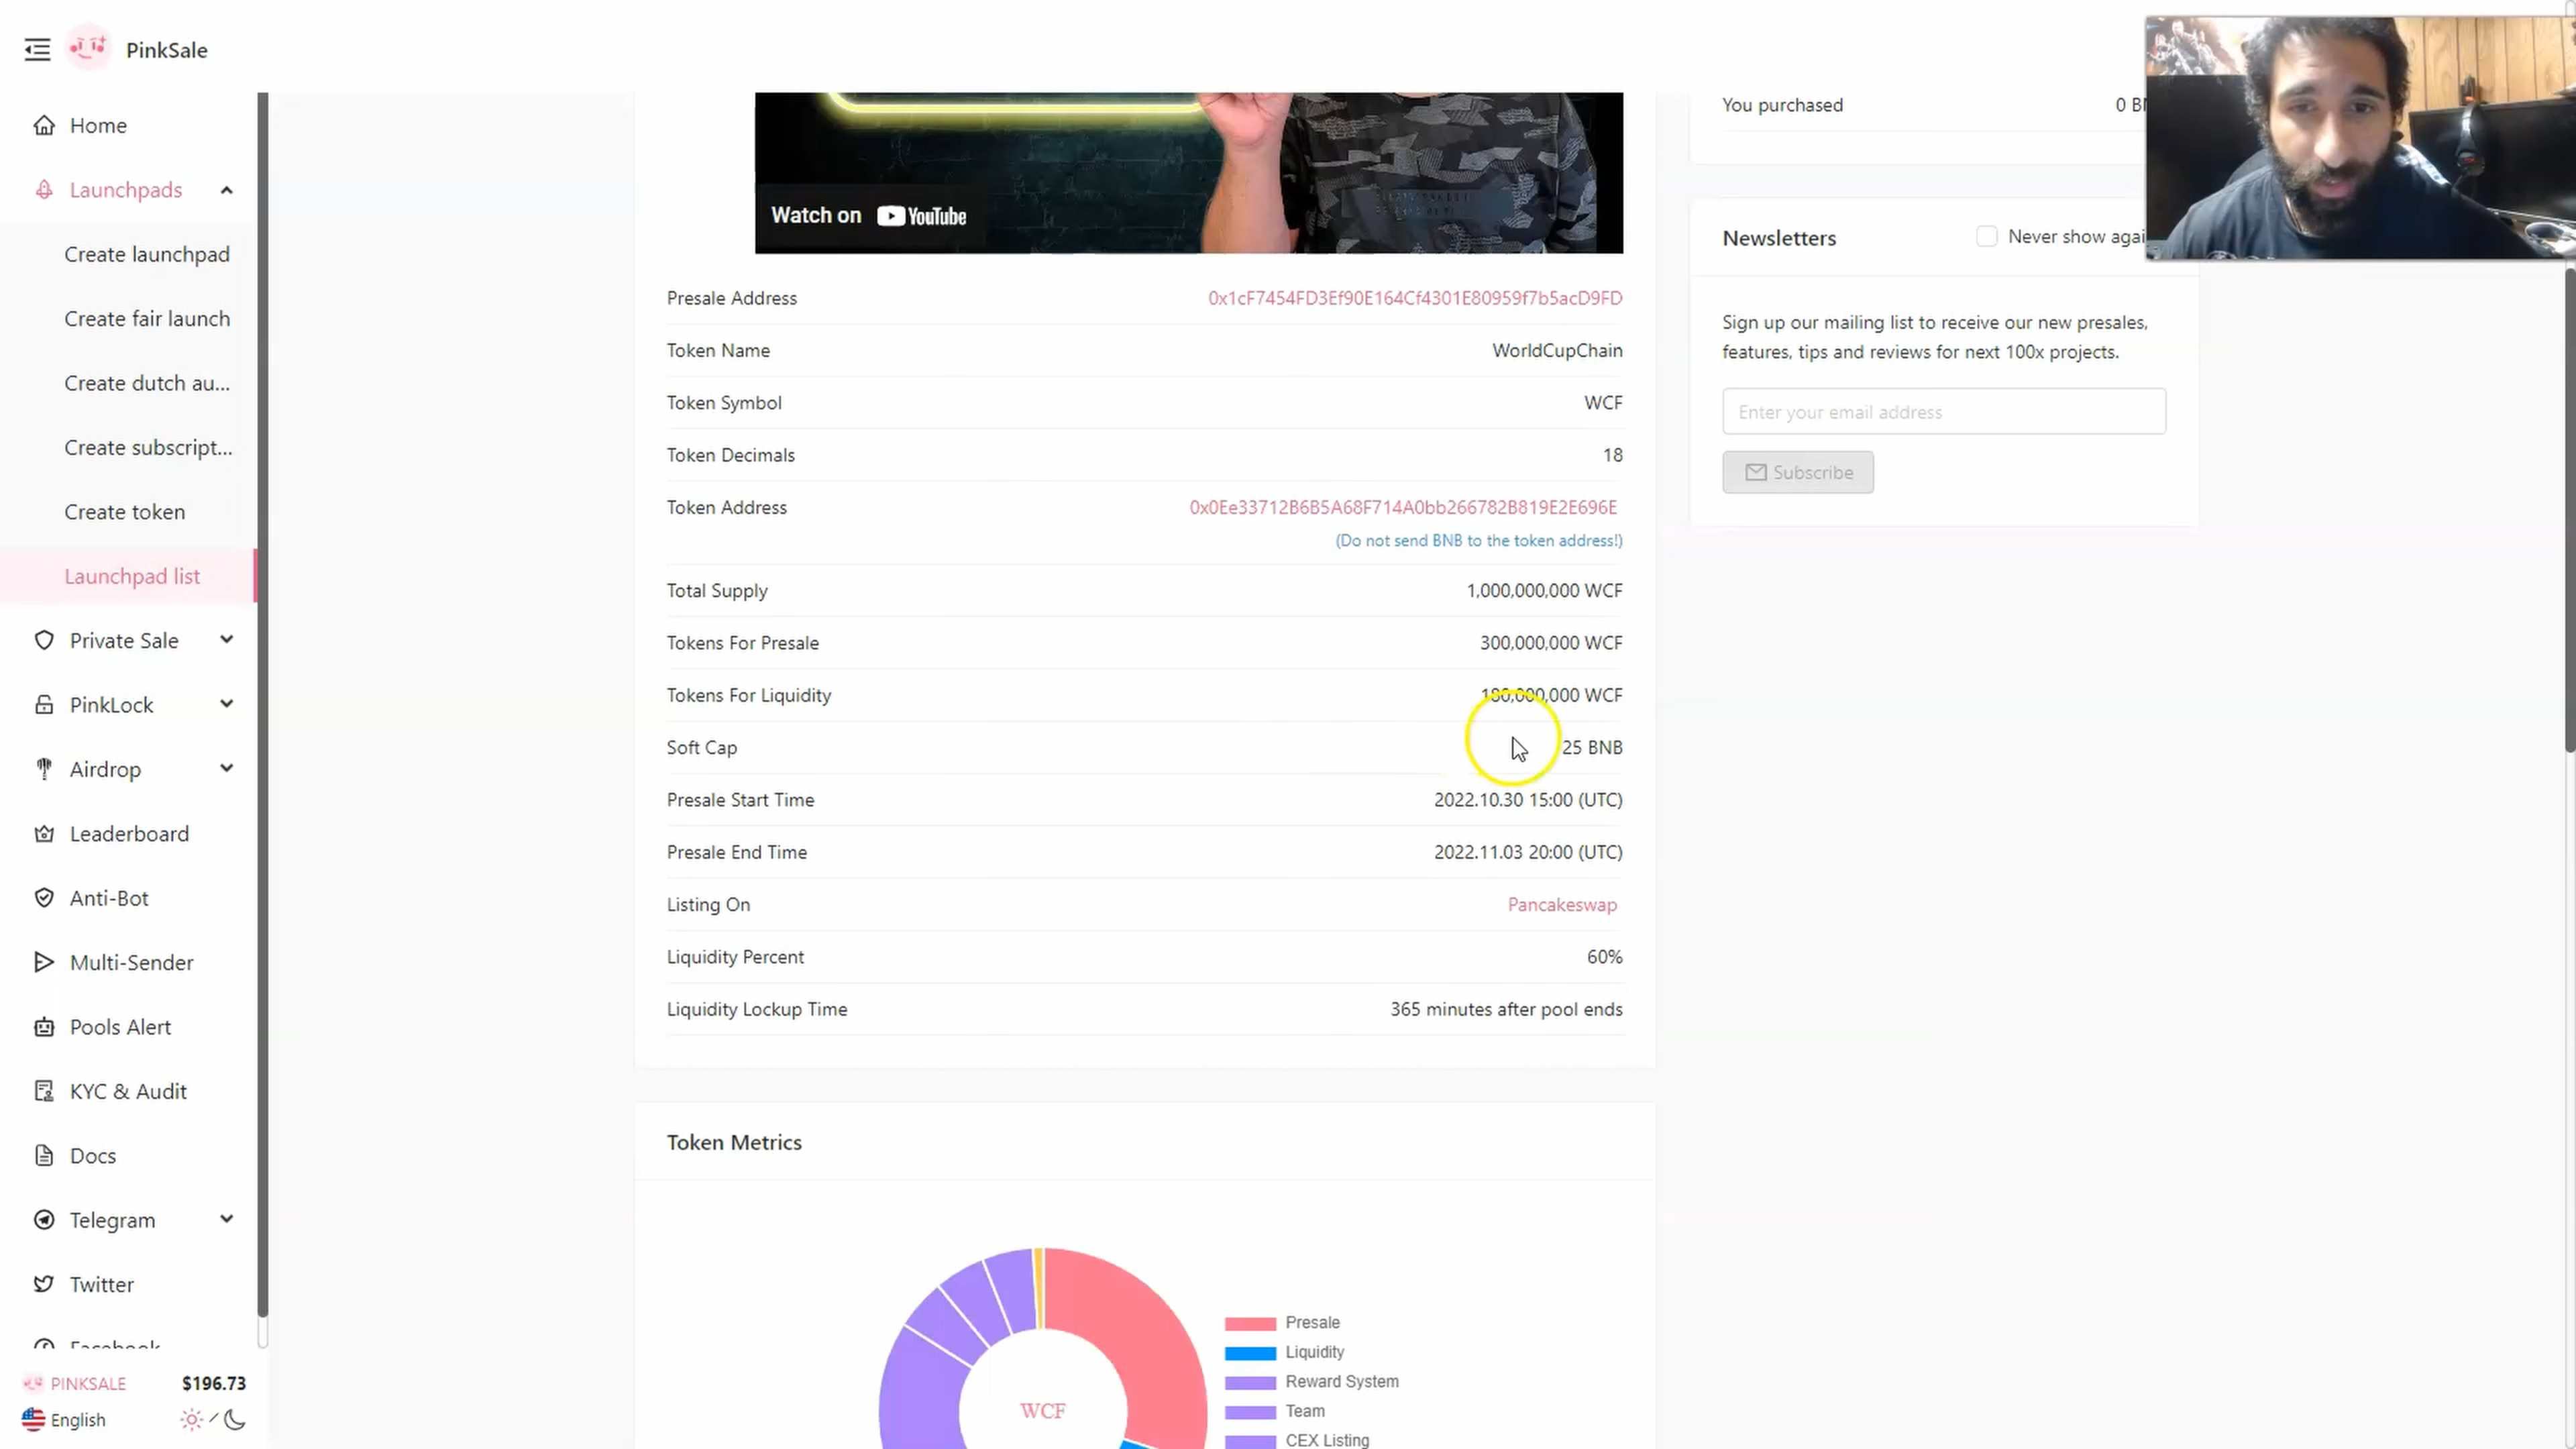 PinkSale
Home
Launchpads
Create launchpad
Create fair launch
Create dutch au...
Create subscript...
Create token
Launchpad list
Private Sale
PinkLock
Airdrop
Leaderboard
Anti-Bot
Multi-Sender
Pools Alert
KYC & Audit
Docs
Telegram
Twitter
Facebook
PINKSALE $196.73
English
Watch on YouTube
Presale Address 0x1cF7454FD3Ef90E164Cf4301E80959f7b5acD9FD
Token Name WorldCupChain
Token Symbol WCF
Token Decimals 18
Token Address 0x0Ee33712B6B5A68F714A0bb266782B819E2E696E
(Do not send BNB to the token address!)
Total Supply 1,000,000,000 WCF
Tokens For Presale 300,000,000 WCF
Tokens For Liquidity 180,000,000 WCF
Soft Cap 25 BNB
Presale Start Time 2022.10.30 15:00 (UTC)
Presale End Time 2022.11.03 20:00 (UTC)
Listing On Pancakeswap
Liquidity Percent 60%
Liquidity Lockup Time 365 minutes after pool ends
Token Metrics
WCF
Presale
Liquidity
Reward System
Team
CEX Listing
You purchased 0
Newsletters Never show agai
Sign up our mailing list to receive our new presales,
features, tips and reviews for next 100x projects.
Enter your email address
Subscribe